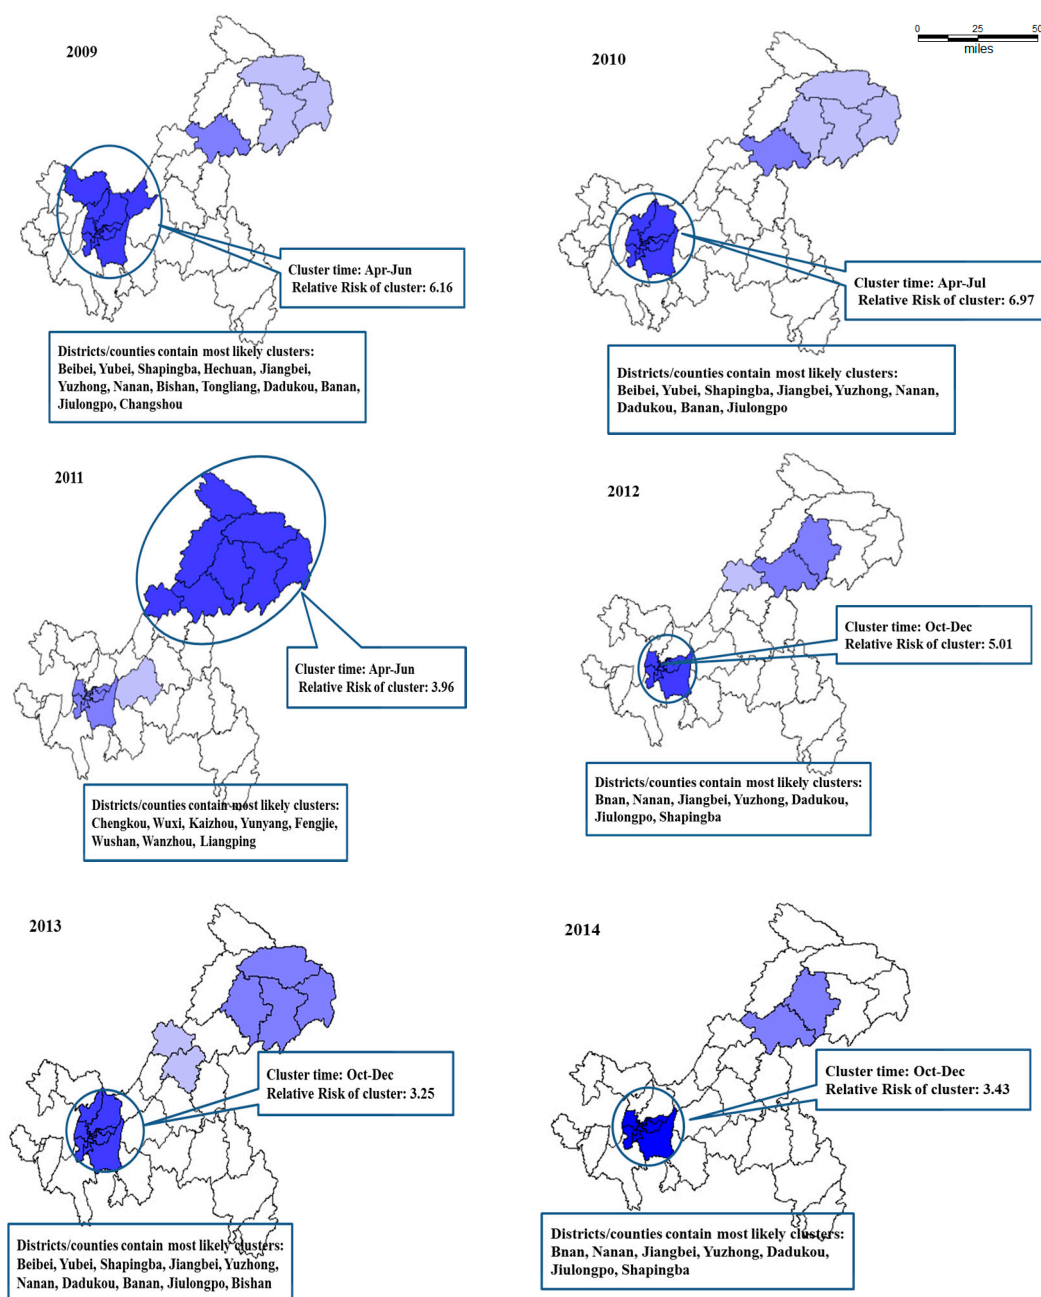 0 25 50
miles
2009
Cluster time: Apr-Jun
Relative Risk of cluster: 6.16
Districts/counties contain most likely clusters:
Beibei, Yubei, Shapingba, Hechuan, Jiangbei,
Yuzhong, Nanan, Bishan, Tongliang, Dadukou, Banan,
Jiulongpo, Changshou
2010
Cluster time: Apr-Jul
Relative Risk of cluster: 6.97
Districts/counties contain most likely clusters:
Beibei, Yubei, Shapingba, Jiangbei, Yuzhong, Nanan,
Dadukou, Banan, Jiulongpo
2011
Cluster time: Apr-Jun
Relative Risk of cluster: 3.96
Districts/counties contain most likely clusters:
Chengkou, Wuxi, Kaizhou, Yunyang, Fengjie,
Wushan, Wanzhou, Liangping
2012
Cluster time: Oct-Dec
Relative Risk of cluster: 5.01
Districts/counties contain most likely clusters:
Bnan, Nanan, Jiangbei, Yuzhong, Dadukou,
Jiulongpo, Shapingba
2013
Cluster time: Oct-Dec
Relative Risk of cluster: 3.25
Districts/counties contain most likely clusters:
Beibei, Yubei, Shapingba, Jiangbei, Yuzhong,
Nanan, Dadukou, Banan, Jiulongpo, Bishan
2014
Cluster time: Oct-Dec
Relative Risk of cluster: 3.43
Districts/counties contain most likely clusters:
Bnan, Nanan, Jiangbei, Yuzhong, Dadukou,
Jiulongpo, Shapingba